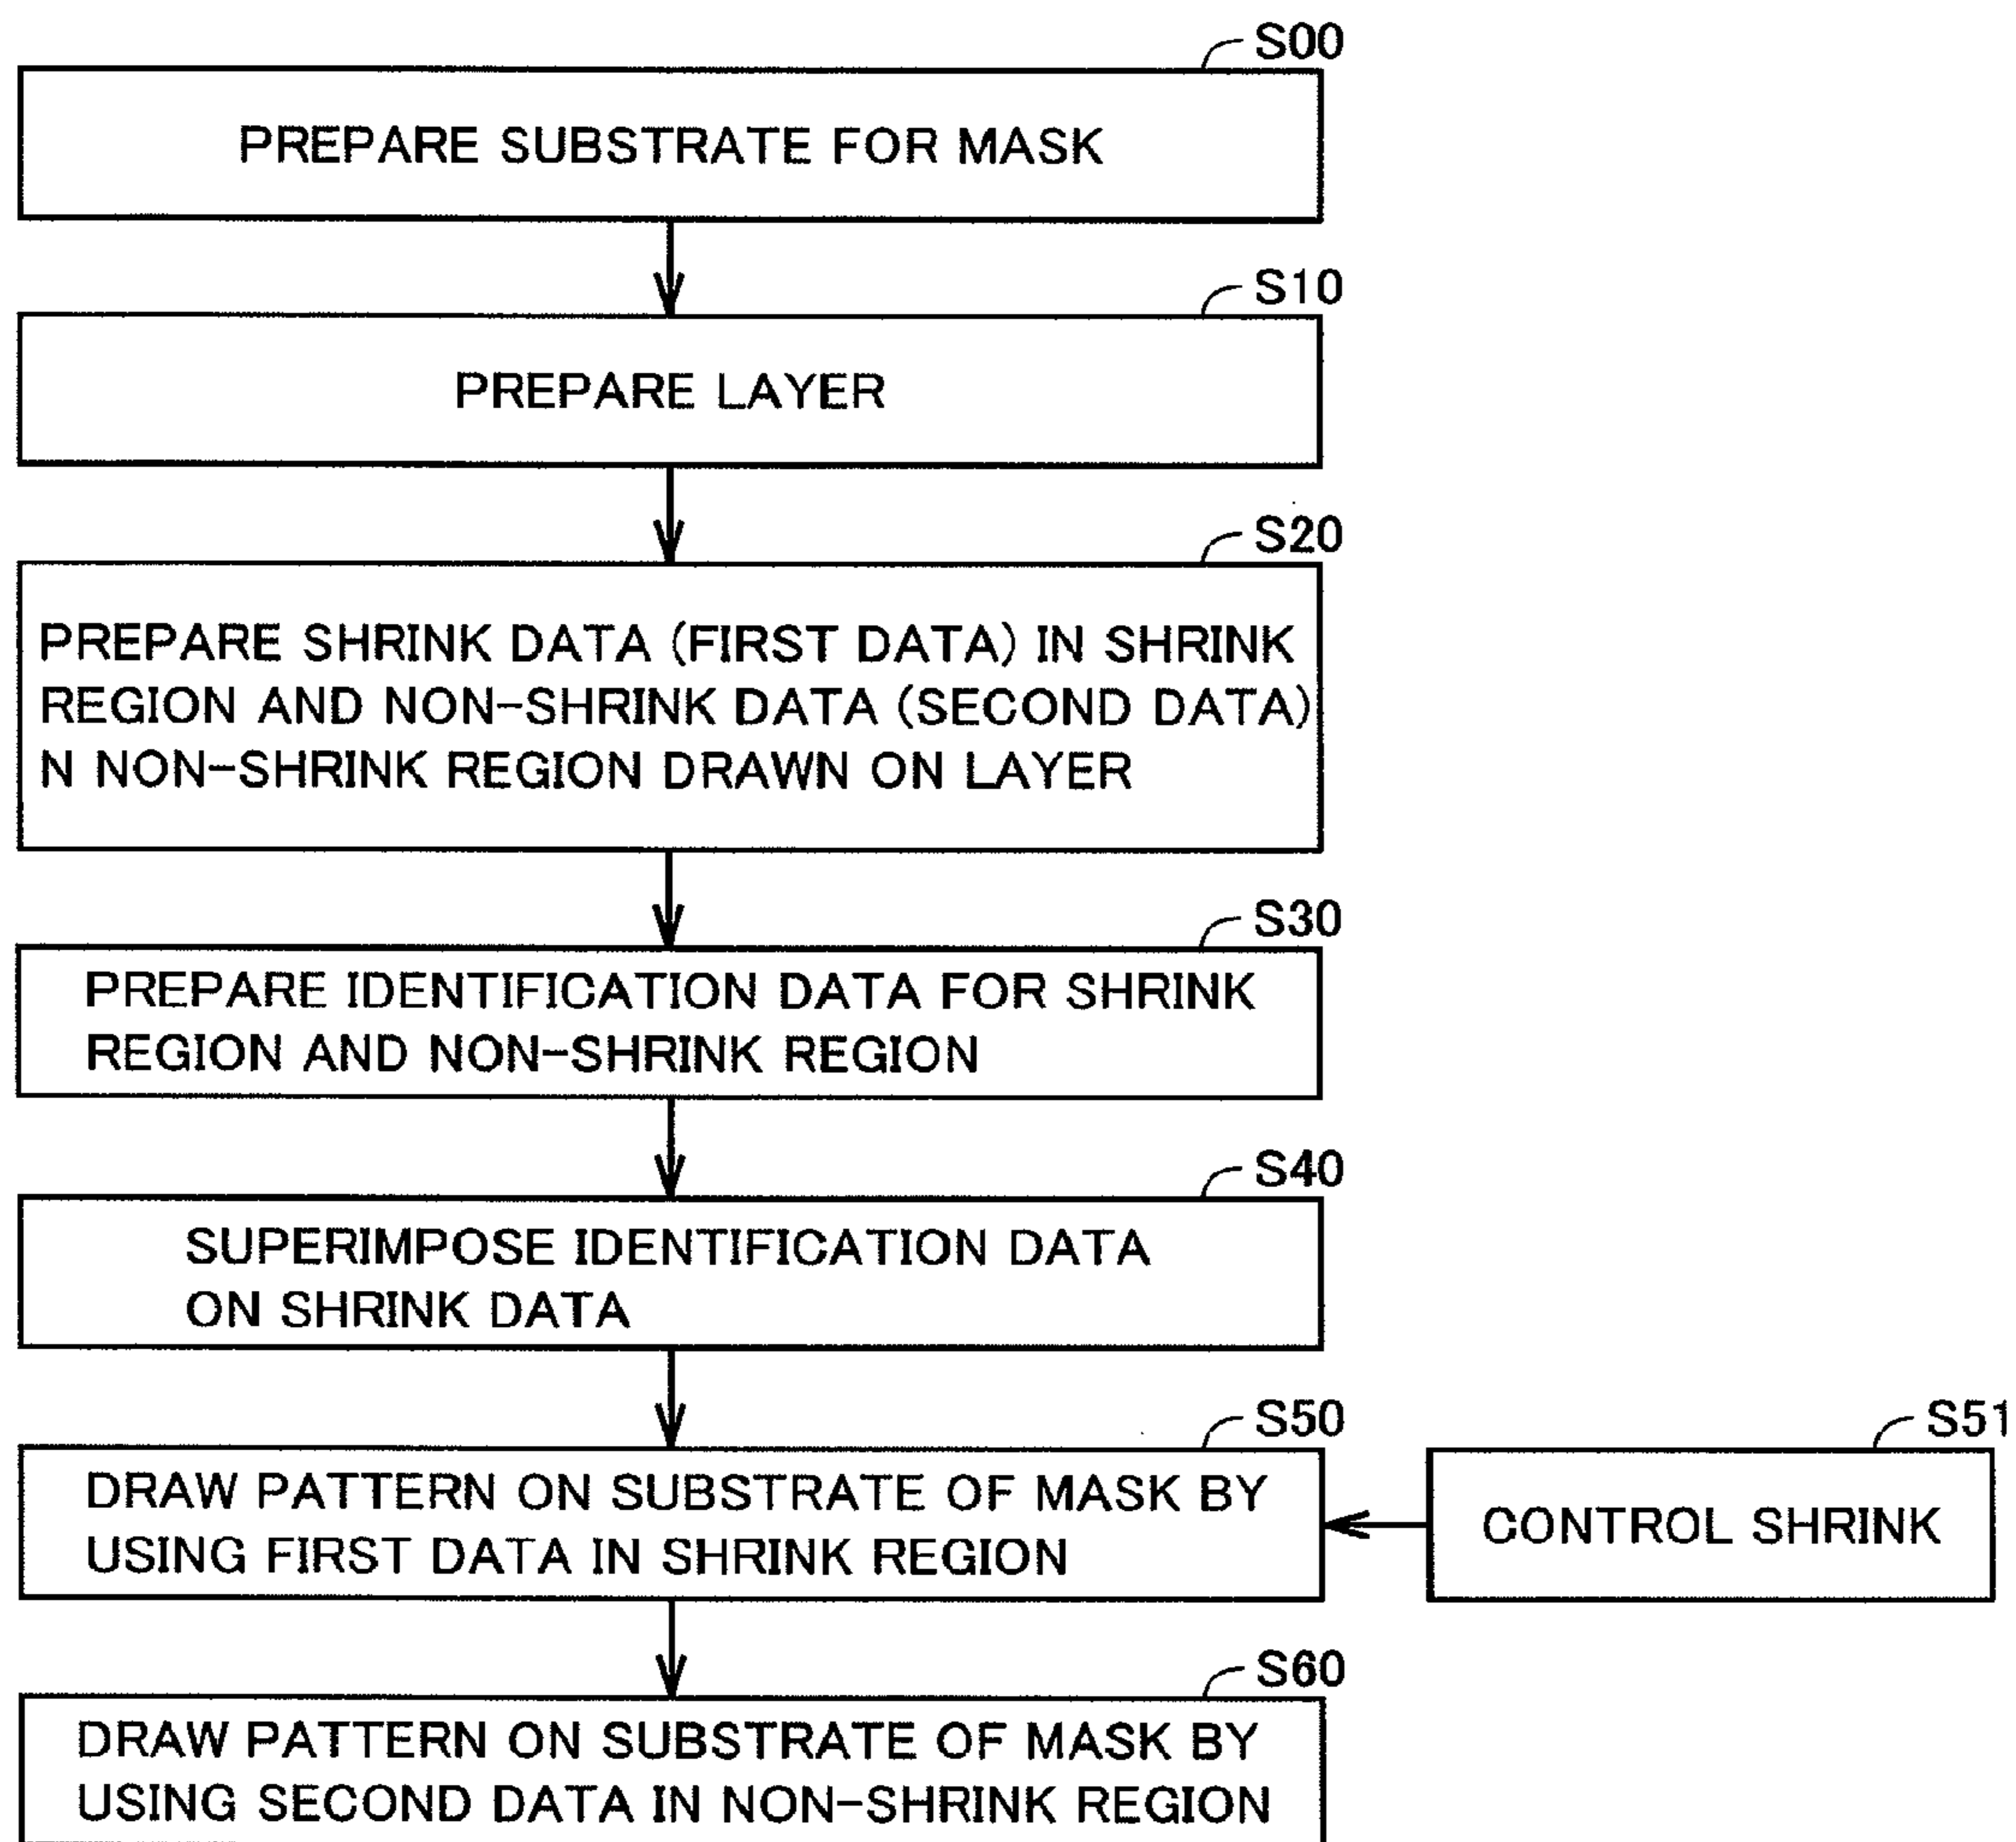 S00
PREPARE SUBSTRATE FOR MASK
S10
PREPARE LAYER
S20
PREPARE SHRINK DATA (FIRST DATA) IN SHRINK
REGION AND NON-SHRINK DATA (SECOND DATA)
N NON-SHRINK REGION DRAWN ON LAYER
S30
PREPARE IDENTIFICATION DATA FOR SHRINK
REGION AND NON-SHRINK REGION
S40
SUPERIMPOSE IDENTIFICATION DATA
ON SHRINK DATA
S50
DRAW PATTERN ON SUBSTRATE OF MASK BY
USING FIRST DATA IN SHRINK REGION
S51
CONTROL SHRINK
S60
DRAW PATTERN ON SUBSTRATE OF MASK BY
USING SECOND DATA IN NON-SHRINK REGION